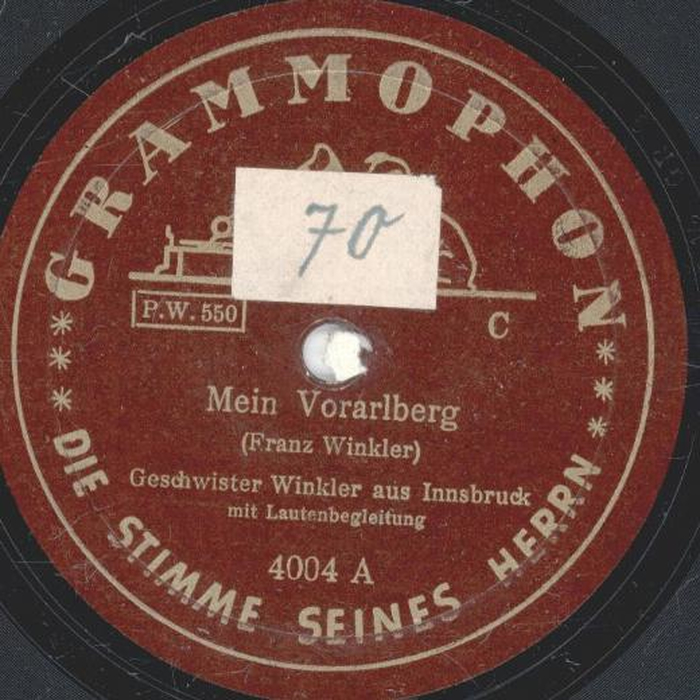 GRAMMOPHON
70
P.W. 550
C
Mein Vorarlberg
(Franz Winkler)
Geschwister Winkler aus Innsbruck
mit Lautenbegleitung
4004 A
*** DIE STIMME SEINES HERRN ***